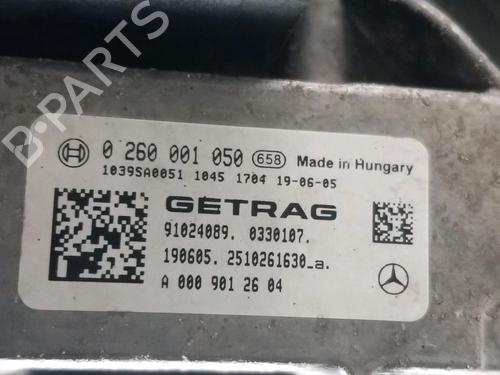 B-PARTS
0 260 001 050 658 Made in Hungary
1039SA0051 1045 1704 19-06-05
GETRAG
91024089. 0330107.
190605. 2510261630_a.
A 000 901 26 04